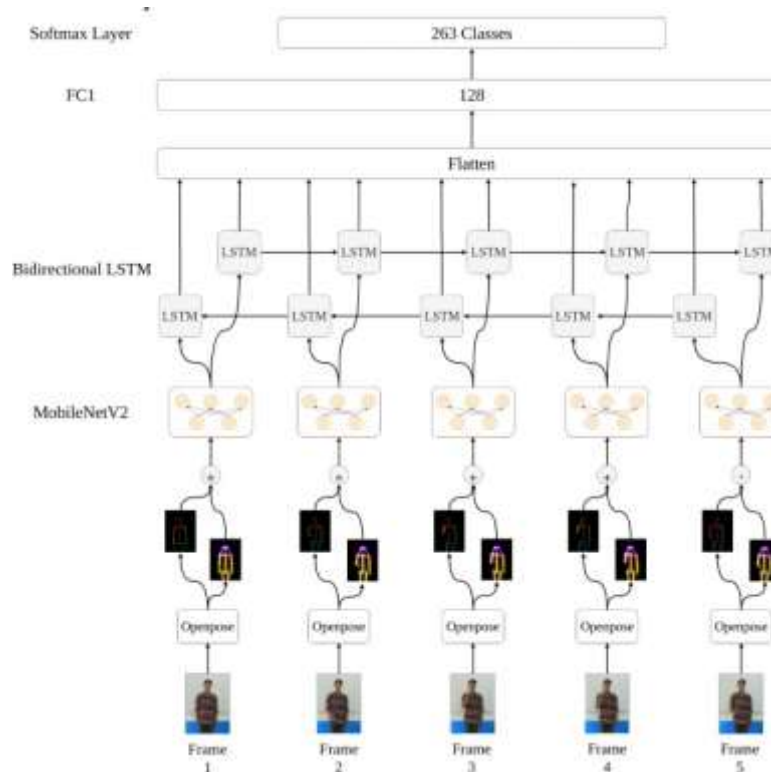 Softmax Layer
263 Classes
FC1
128
Flatten
Bidirectional LSTM
LSTM LSTM LSTM LSTM LSTM
LSTM LSTM LSTM LSTM LSTM
MobileNetV2
Openpose Openpose Openpose Openpose Openpose
Frame Frame Frame Frame Frame
1 2 3 4 5